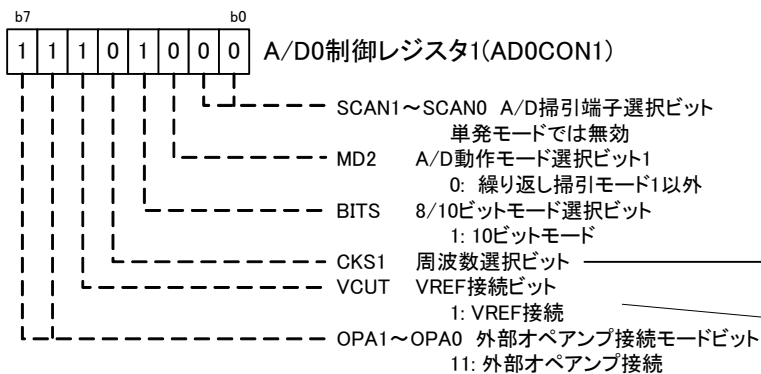 b7 b0
1 1 1 0 1 0 0 0 A/D0制御レジスタ1(AD0CON1)
SCAN1~SCAN0 A/D掃引端子選択ビット
単発モードでは無効
MD2 A/D動作モード選択ビット1
0: 繰り返し掃引モード1以外
BITS 8/10ビットモード選択ビット
1: 10ビットモード
CKS1 周波数選択ビット
VCUT VREF接続ビット
1: VREF接続
OPA1~OPA0 外部オペアンプ接続モードビット
11: 外部オペアンプ接続